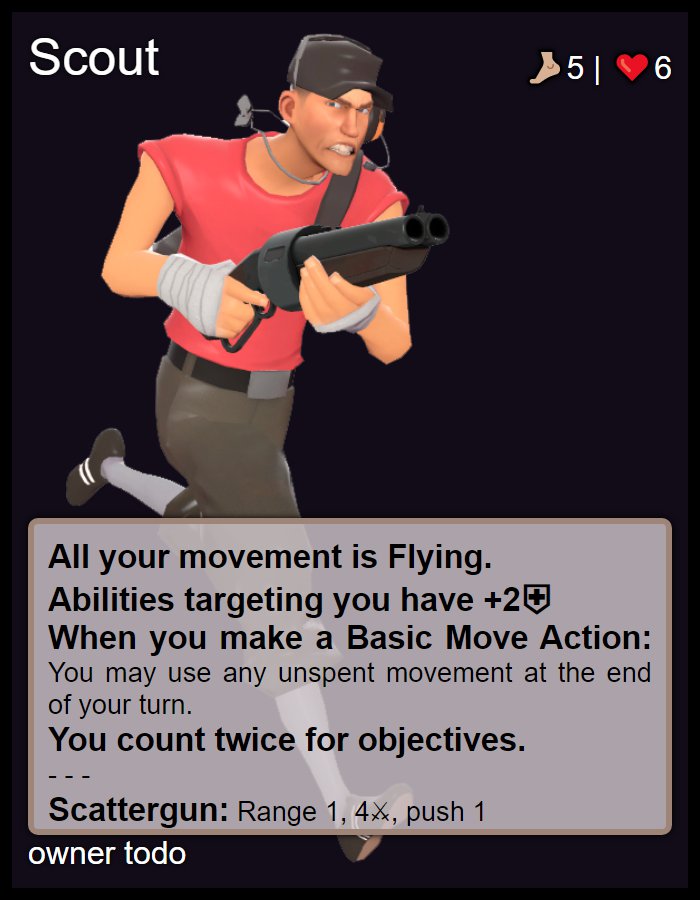 Scout
🦶5 | ❤6
All your movement is Flying.
Abilities targeting you have +2⛨
When you make a Basic Move Action:
You may use any unspent movement at the end
of your turn.
You count twice for objectives.
- - -
Scattergun: Range 1, 4⚔, push 1
owner todo